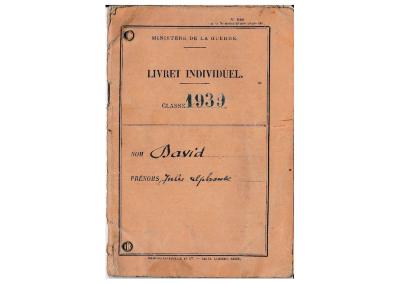 MINISTÈRE DE LA GUERRE.
LIVRET INDIVIDUEL.
CLASSE 1939
NOM David
PRÉNOMS Jules alphonse